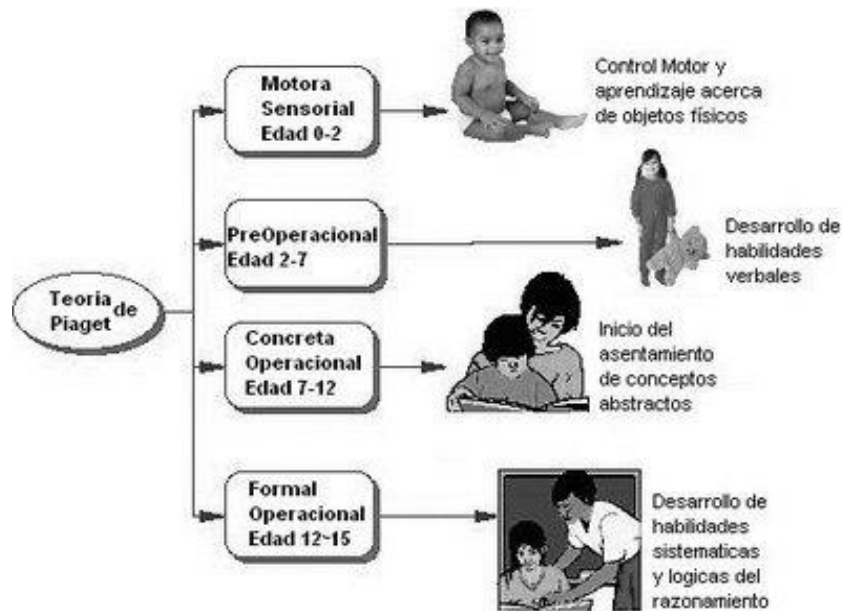 Motora
Sensorial
Edad 0-2
Control Motor y
aprendizaje acerca
de objetos físicos
PreOperacional
Edad 2-7
Desarrollo de
habilidades
verbales
Teoria de
Piaget
Concreta
Operacional
Edad 7-12
Inicio del
asentamiento
de conceptos
abstractos
Formal
Operacional
Edad 12~15
Desarrollo de
habilidades
sistematicas
y logicas del
razonamiento